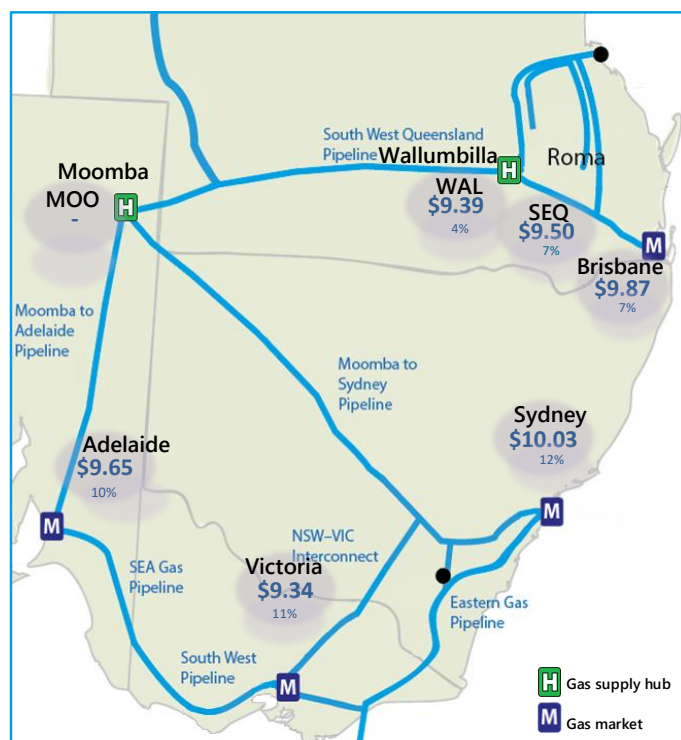 South West Queensland
Pipeline
Wallumbilla
Roma
Moomba
MOO
-
H
H
WAL
$9.39
4%
SEQ
$9.50
7%
M
Brisbane
$9.87
7%
Moomba to
Adelaide
Pipeline
Moomba to
Sydney
Pipeline
Sydney
$10.03
12%
Adelaide
$9.65
10%
M
M
NSW–VIC
Interconnect
SEA Gas
Pipeline
Victoria
$9.34
11%
Eastern Gas
Pipeline
South West
Pipeline
M
H Gas supply hub
M Gas market